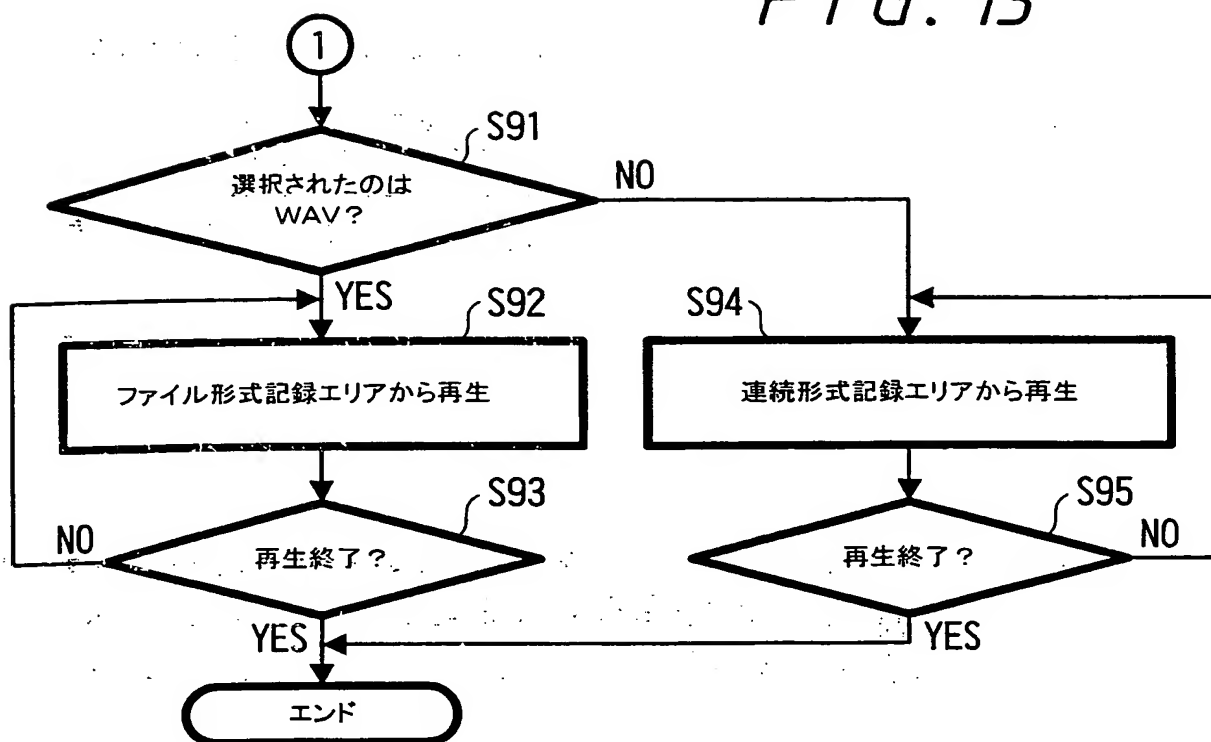 FIG. 13
1
S91
選択されたのは
WAV?
NO
YES
S92
S94
ファイル形式記録エリアから再生
連続形式記録エリアから再生
S93
S95
NO
再生終了?
再生終了?
NO
YES
YES
エンド